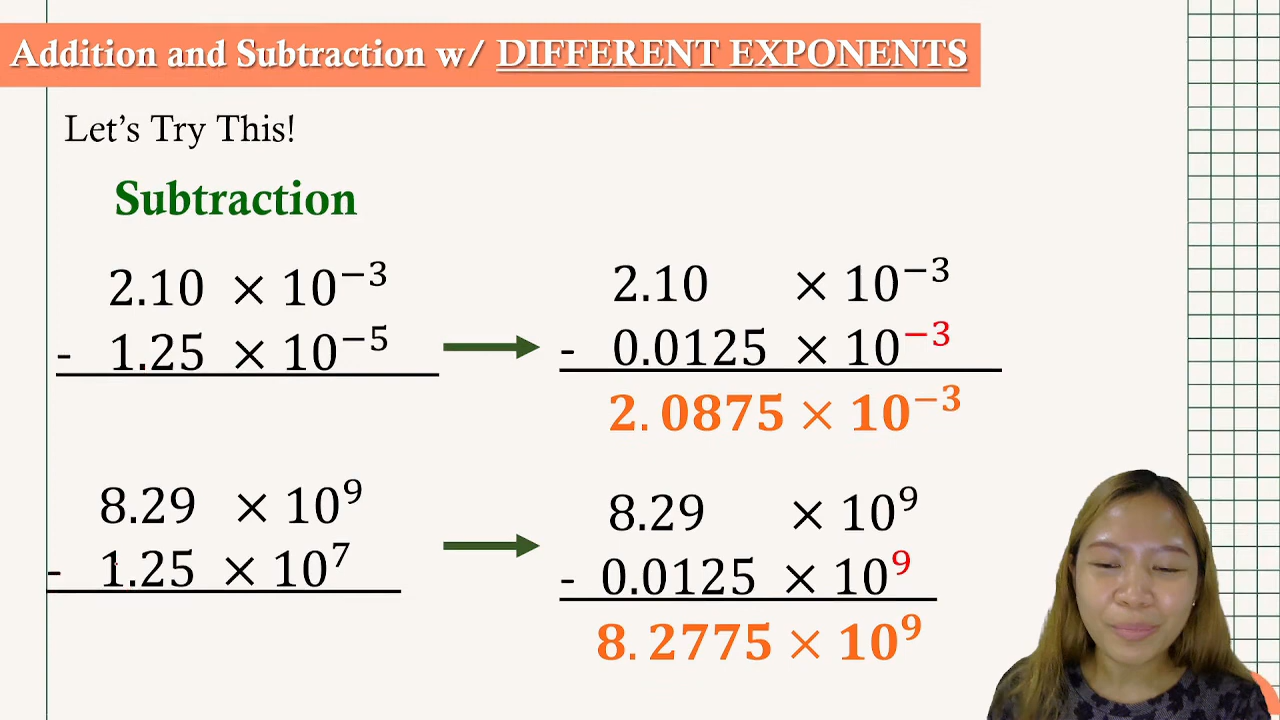 Addition and Subtraction w/ DIFFERENT EXPONENTS
Let's Try This!
Subtraction
2.10 × 10⁻³
- 1.25 × 10⁻⁵
2.10 × 10⁻³
- 0.0125 × 10⁻³
2.0875 × 10⁻³
8.29 × 10⁹
- 1.25 × 10⁷
8.29 × 10⁹
- 0.0125 × 10⁹
8.2775 × 10⁹